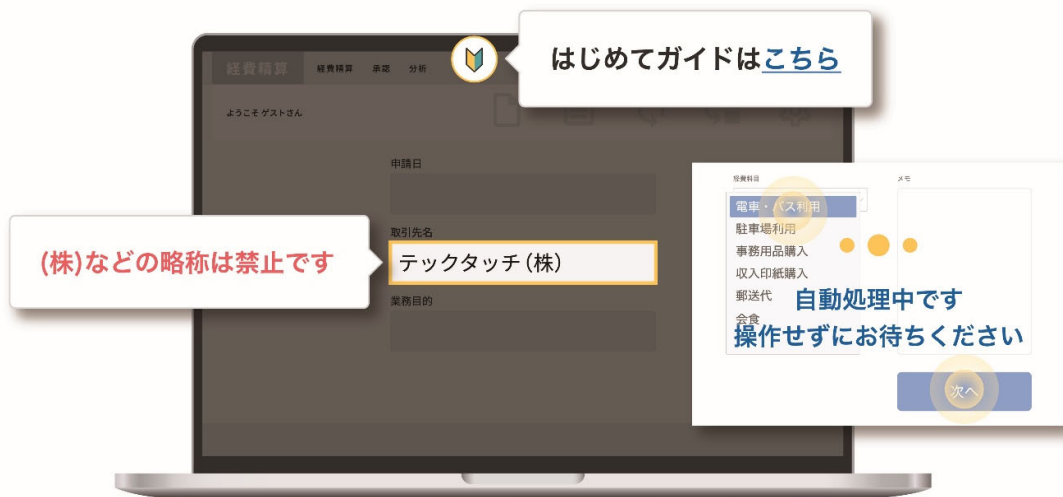 はじめてガイドはこちら
経費精算 経費精算 承認 分析
ようこそ ゲストさん
申請日
取引先名
(株)などの略称は禁止です
テックタッチ(株)
業務目的
経費科目
メモ
電車・バス利用
駐車場利用
事務用品購入
収入印紙購入
郵送代
会食
自動処理中です
操作せずにお待ちください
次へ